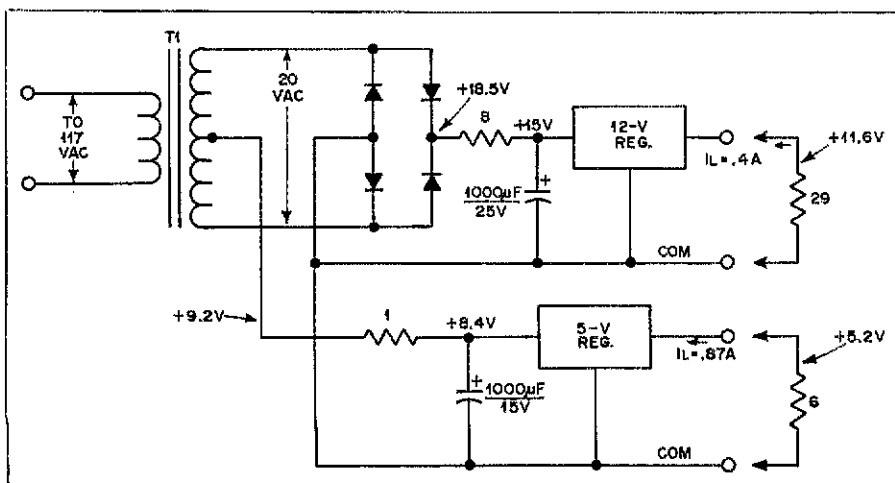 T1
TO
117
VAC
20
VAC
+18.5V
8
+15V
12-V
REG.
IL=.4A
+11.6V
29
1000µF
25V
COM
+9.2V
1
+8.4V
5-V
REG.
IL=.87A
+5.2V
6
1000µF
15V
COM